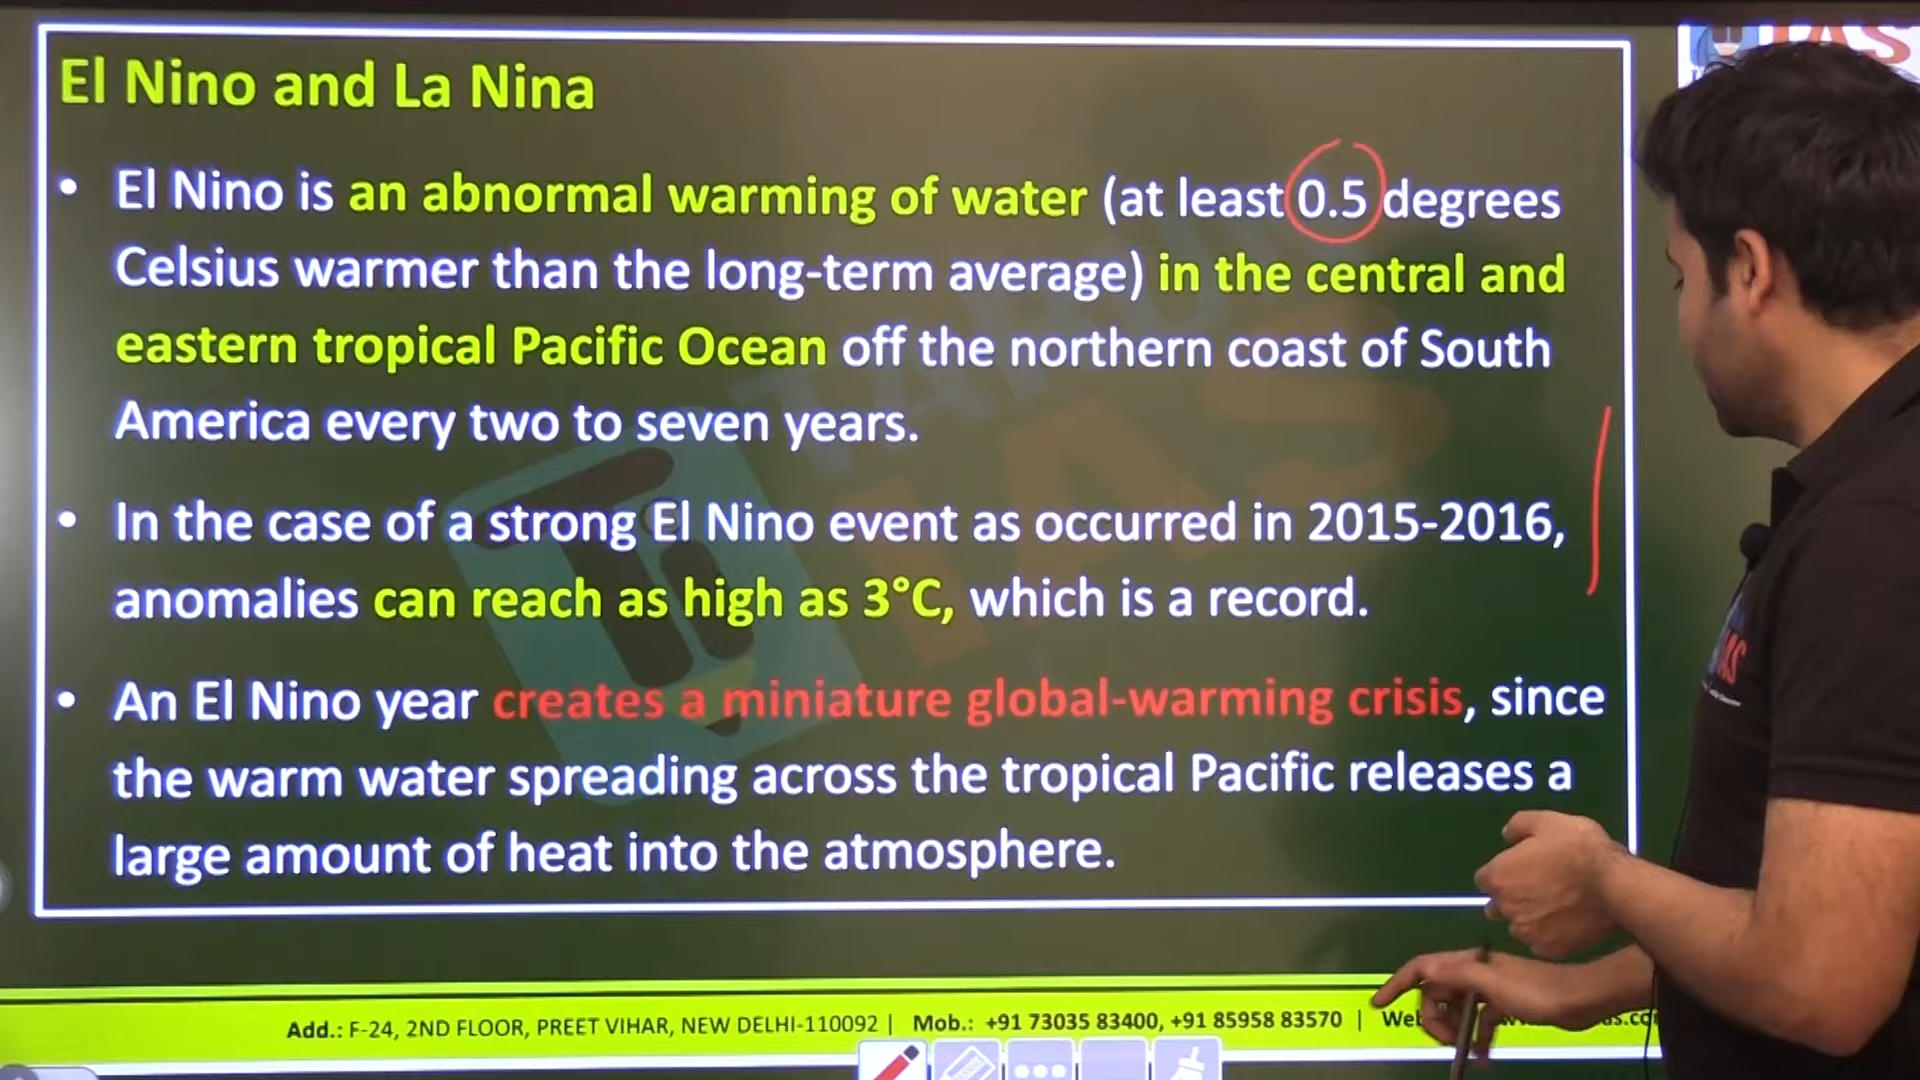 IAS
El Nino and La Nina
• El Nino is an abnormal warming of water (at least 0.5 degrees
Celsius warmer than the long-term average) in the central and
eastern tropical Pacific Ocean off the northern coast of South
America every two to seven years.
• In the case of a strong El Nino event as occurred in 2015-2016,
anomalies can reach as high as 3°C, which is a record.
• An El Nino year creates a miniature global-warming crisis, since
the warm water spreading across the tropical Pacific releases a
large amount of heat into the atmosphere.
IAS
Add.: F-24, 2ND FLOOR, PREET VIHAR, NEW DELHI-110092 | Mob.: +91 73035 83400, +91 85958 83570 |